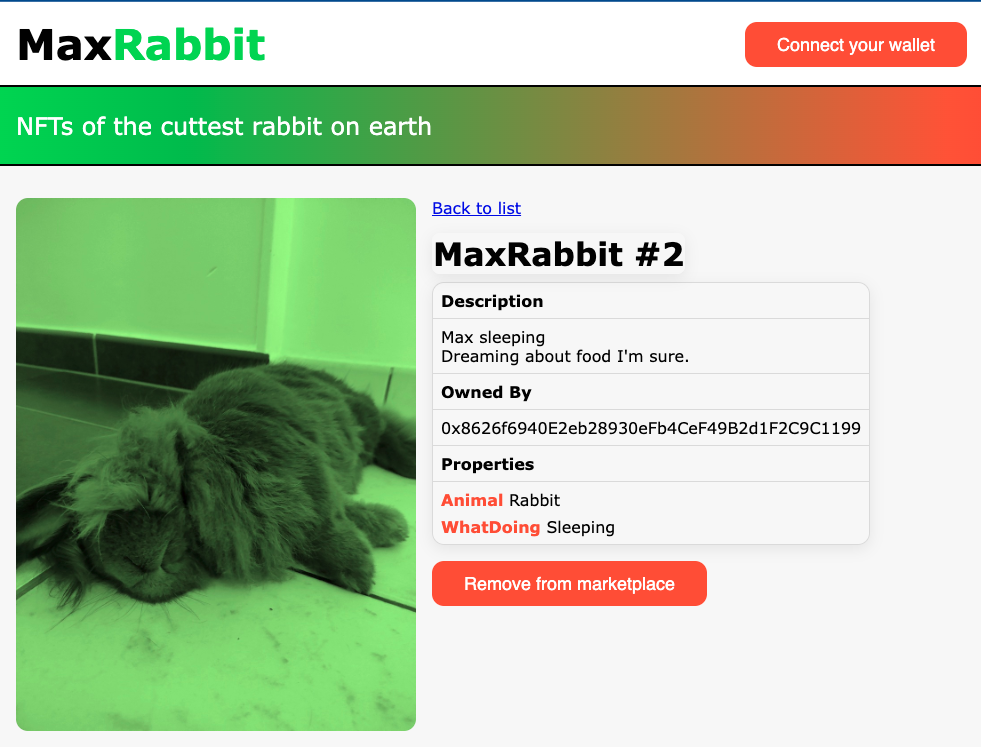 MaxRabbit
Connect your wallet
NFTs of the cuttest rabbit on earth
Back to list
MaxRabbit #2
Description
Max sleeping
Dreaming about food I'm sure.
Owned By
0x8626f6940E2eb28930eFb4CeF49B2d1F2C9C1199
Properties
Animal Rabbit
WhatDoing Sleeping
Remove from marketplace